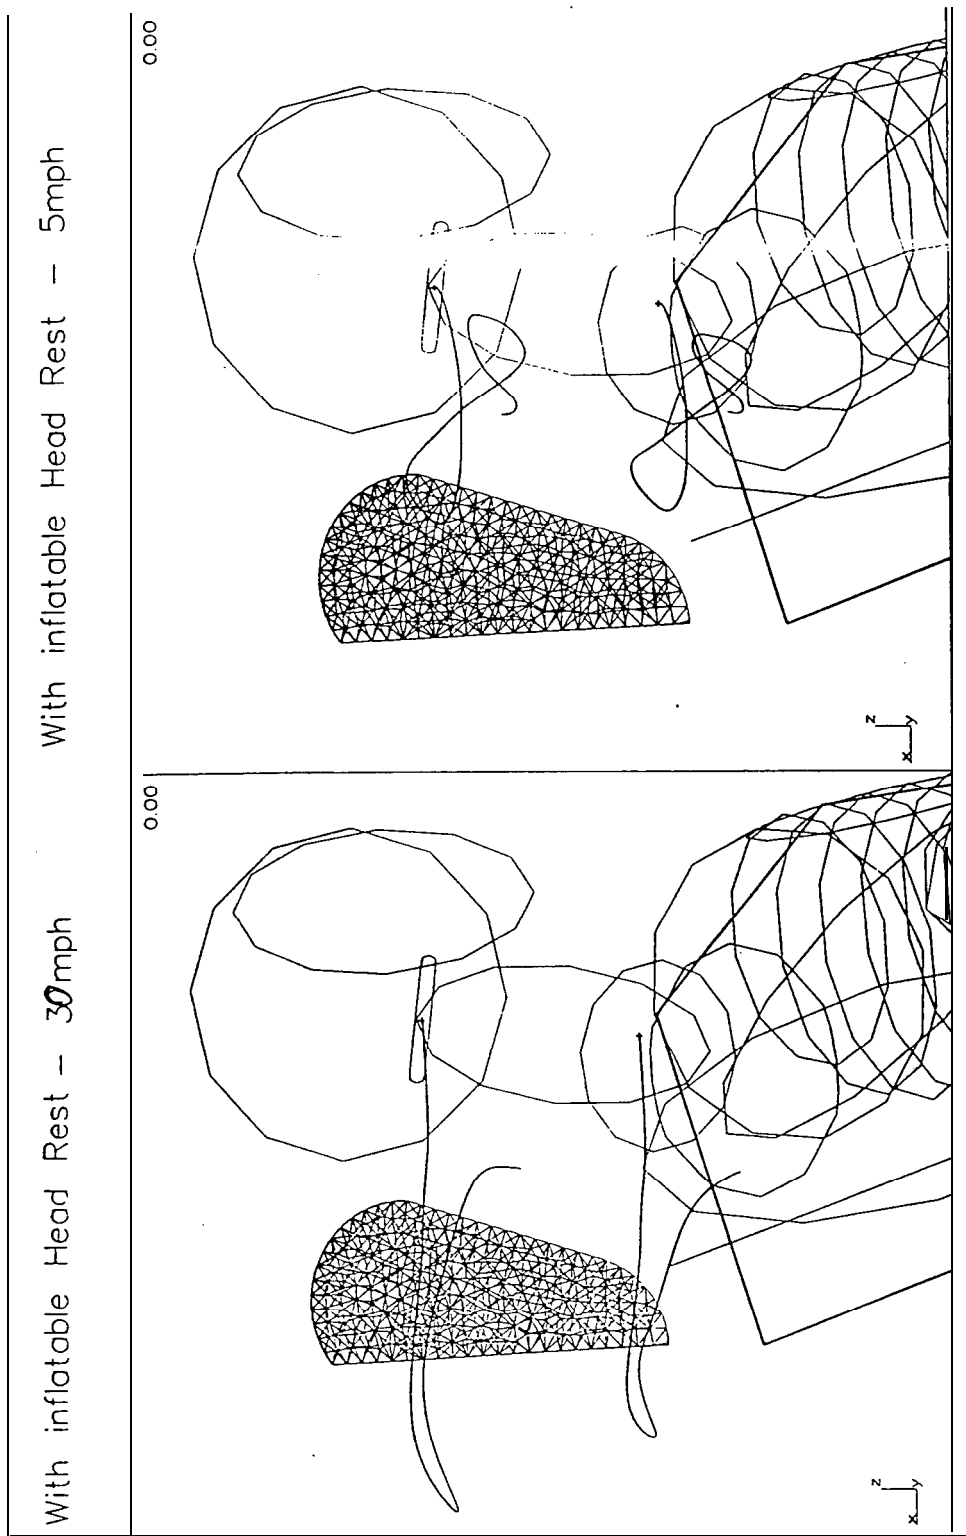 With inflatable Head Rest – 30mph
With inflatable Head Rest – 5mph
0.00
0.00
z
x
y
z
x
y